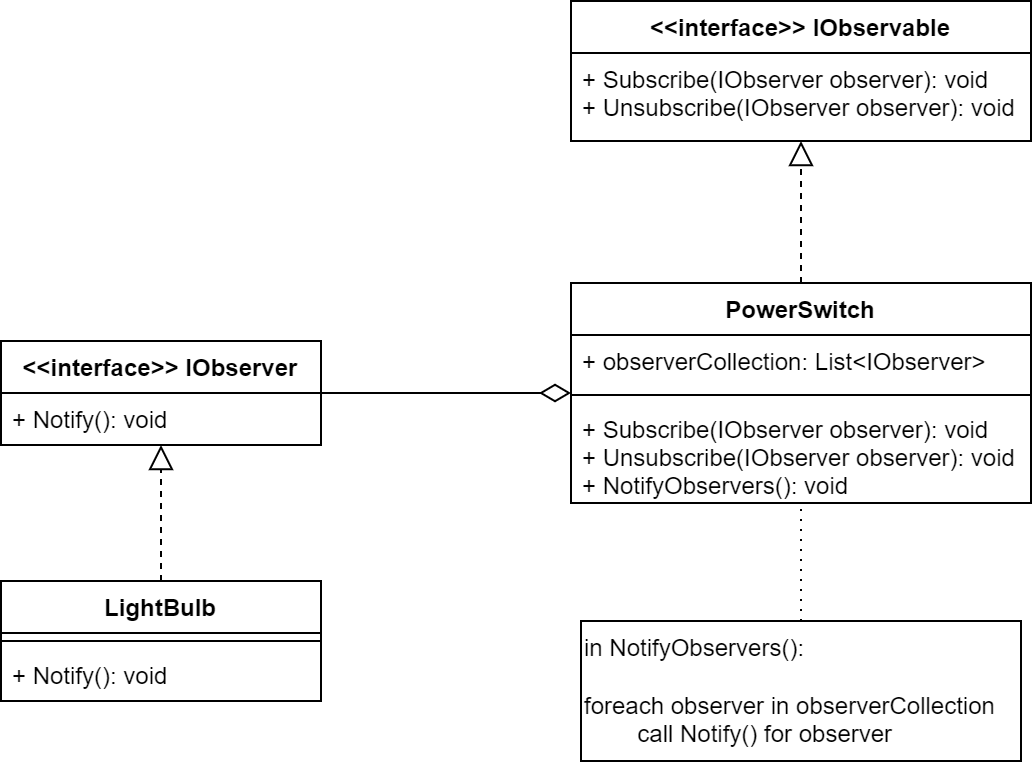 <<interface>> IObservable
+ Subscribe(IObserver observer): void
+ Unsubscribe(IObserver observer): void
PowerSwitch
+ observerCollection: List<IObserver>
+ Subscribe(IObserver observer): void
+ Unsubscribe(IObserver observer): void
+ NotifyObservers(): void
<<interface>> IObserver
+ Notify(): void
LightBulb
+ Notify(): void
in NotifyObservers():
foreach observer in observerCollection
call Notify() for observer